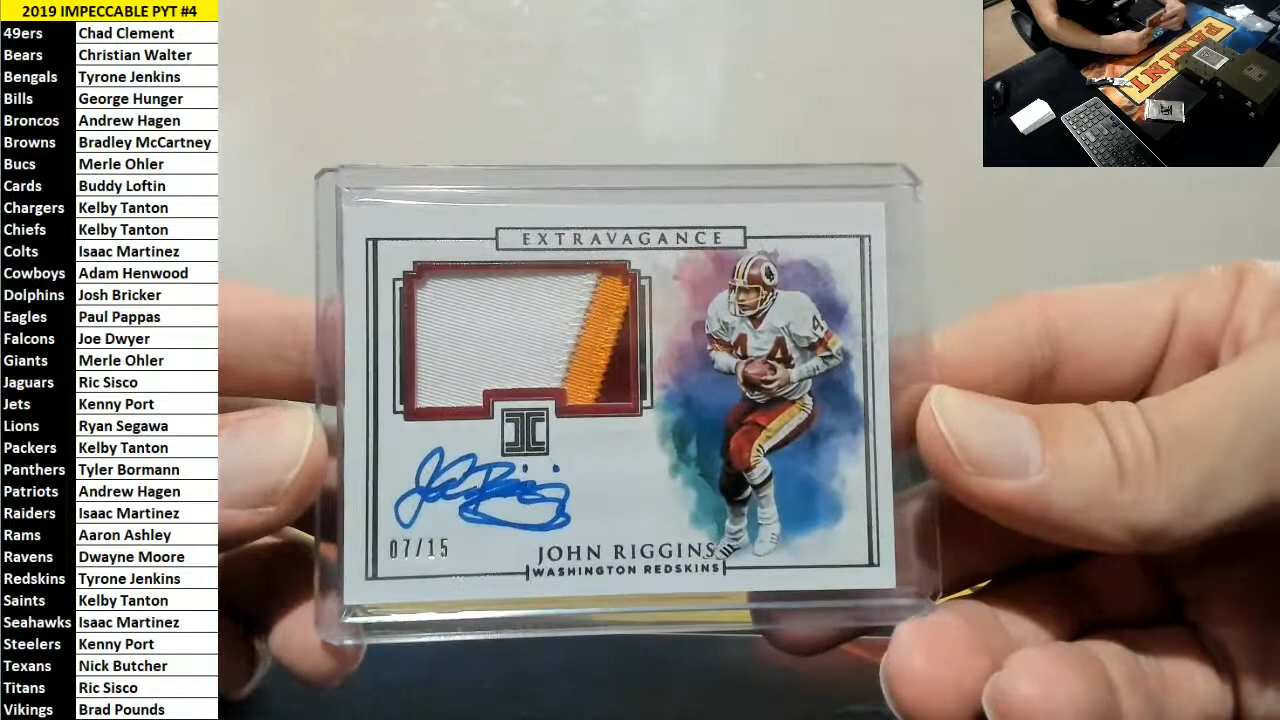 2019 IMPECCABLE PYT #4
49ers Chad Clement
Bears Christian Walter
Bengals Tyrone Jenkins
Bills George Hunger
Broncos Andrew Hagen
Browns Bradley McCartney
Bucs Merle Ohler
Cards Buddy Loftin
Chargers Kelby Tanton
Chiefs Kelby Tanton
Colts Isaac Martinez
Cowboys Adam Henwood
Dolphins Josh Bricker
Eagles Paul Pappas
Falcons Joe Dwyer
Giants Merle Ohler
Jaguars Ric Sisco
Jets Kenny Port
Lions Ryan Segawa
Packers Kelby Tanton
Panthers Tyler Bormann
Patriots Andrew Hagen
Raiders Isaac Martinez
Rams Aaron Ashley
Ravens Dwayne Moore
Redskins Tyrone Jenkins
Saints Kelby Tanton
Seahawks Isaac Martinez
Steelers Kenny Port
Texans Nick Butcher
Titans Ric Sisco
Vikings Brad Pounds
EXTRAVAGANCE
44
4
07/15
JOHN RIGGINS
WASHINGTON REDSKINS
PANINI